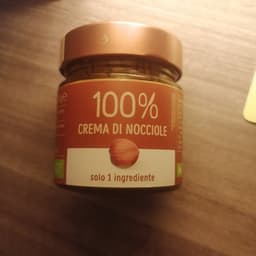 100%
CREMA DI NOCCIOLE
solo 1 ingrediente